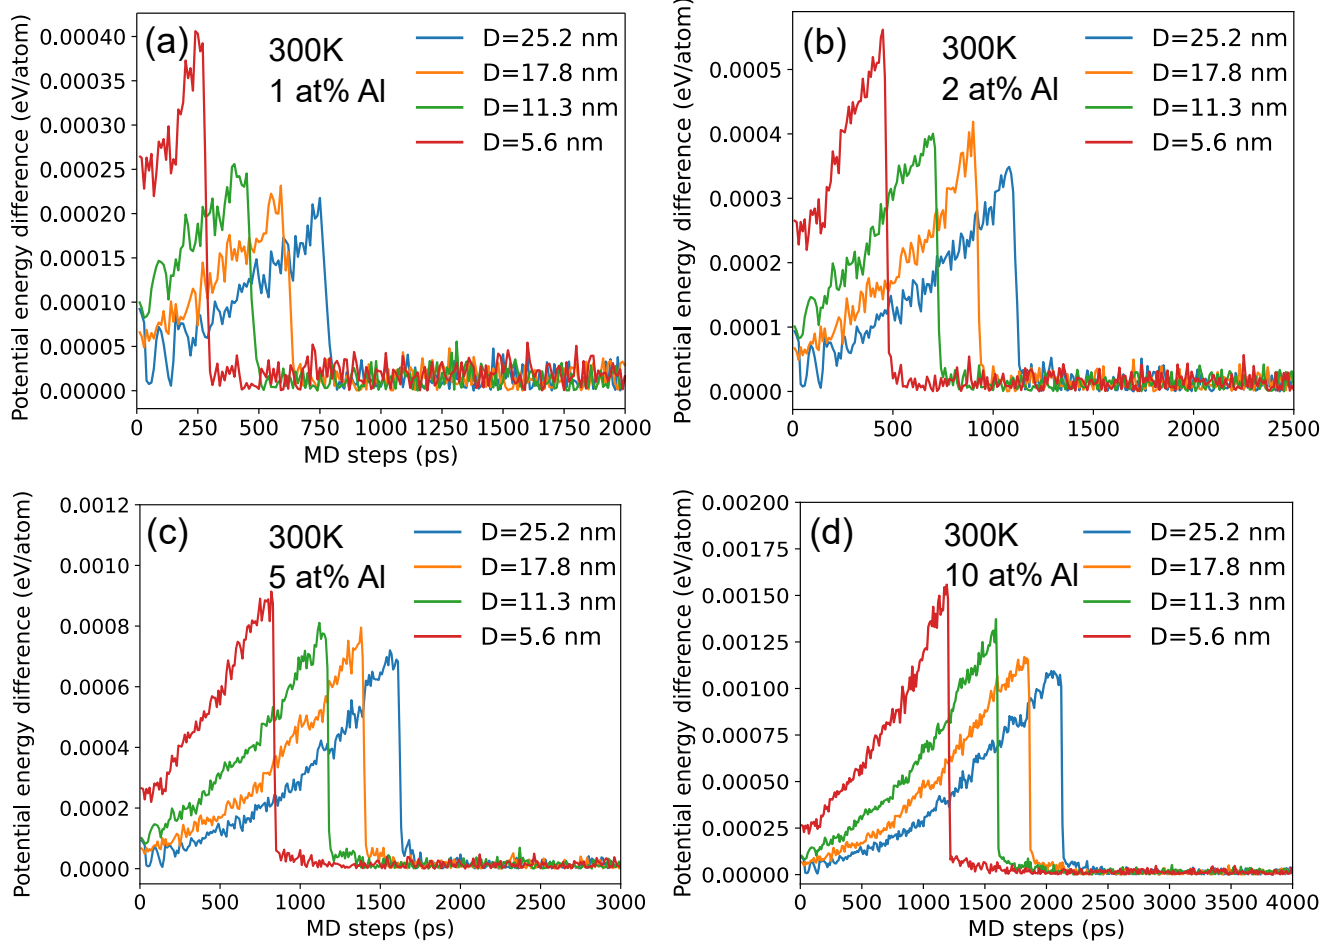 (a)
300K
1 at% Al
D=25.2 nm
D=17.8 nm
D=11.3 nm
D=5.6 nm
Potential energy difference (eV/atom)
0.00040
0.00035
0.00030
0.00025
0.00020
0.00015
0.00010
0.00005
0.00000
0 250 500 750 1000 1250 1500 1750 2000
MD steps (ps)
(b)
300K
2 at% Al
D=25.2 nm
D=17.8 nm
D=11.3 nm
D=5.6 nm
Potential energy difference (eV/atom)
0.0005
0.0004
0.0003
0.0002
0.0001
0.0000
0 500 1000 1500 2000 2500
MD steps (ps)
(c)
300K
5 at% Al
D=25.2 nm
D=17.8 nm
D=11.3 nm
D=5.6 nm
Potential energy difference (eV/atom)
0.0012
0.0010
0.0008
0.0006
0.0004
0.0002
0.0000
0 500 1000 1500 2000 2500 3000
MD steps (ps)
(d)
300K
10 at% Al
D=25.2 nm
D=17.8 nm
D=11.3 nm
D=5.6 nm
Potential energy difference (eV/atom)
0.00200
0.00175
0.00150
0.00125
0.00100
0.00075
0.00050
0.00025
0.00000
0 500 1000 1500 2000 2500 3000 3500 4000
MD steps (ps)